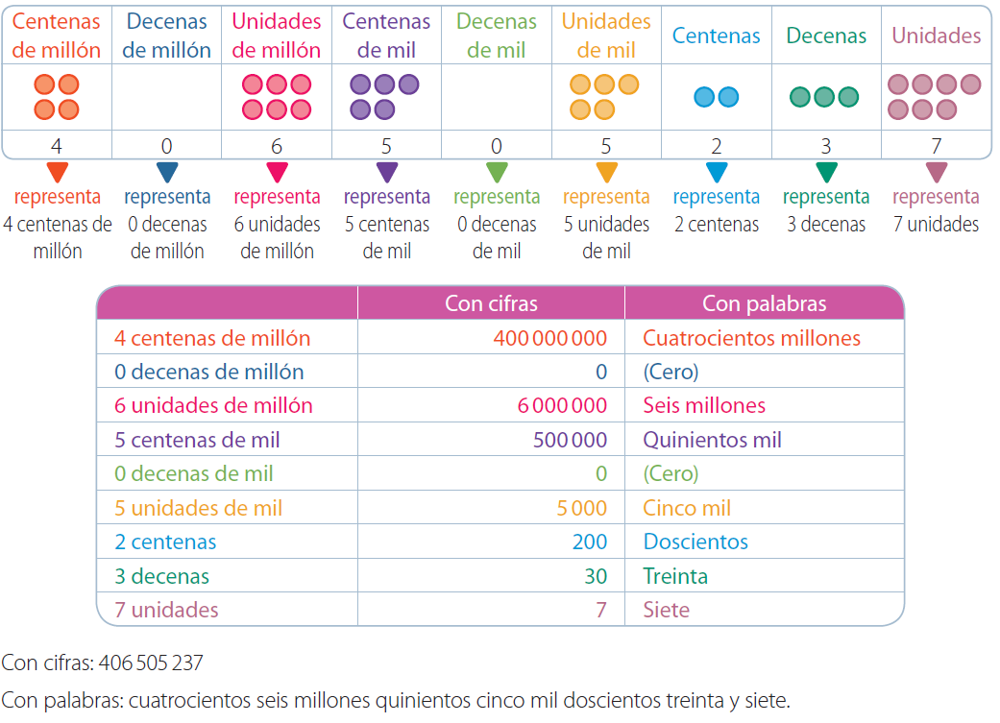 Centenas de millón Decenas de millón Unidades de millón Centenas de mil Decenas de mil Unidades de mil Centenas Decenas Unidades
4 0 6 5 0 5 2 3 7
representa representa representa representa representa representa representa representa representa
4 centenas de millón 0 decenas de millón 6 unidades de millón 5 centenas de mil 0 decenas de mil 5 unidades de mil 2 centenas 3 decenas 7 unidades
Con cifras Con palabras
4 centenas de millón 400 000 000 Cuatrocientos millones
0 decenas de millón 0 (Cero)
6 unidades de millón 6 000 000 Seis millones
5 centenas de mil 500 000 Quinientos mil
0 decenas de mil 0 (Cero)
5 unidades de mil 5 000 Cinco mil
2 centenas 200 Doscientos
3 decenas 30 Treinta
7 unidades 7 Siete
Con cifras: 406 505 237
Con palabras: cuatrocientos seis millones quinientos cinco mil doscientos treinta y siete.